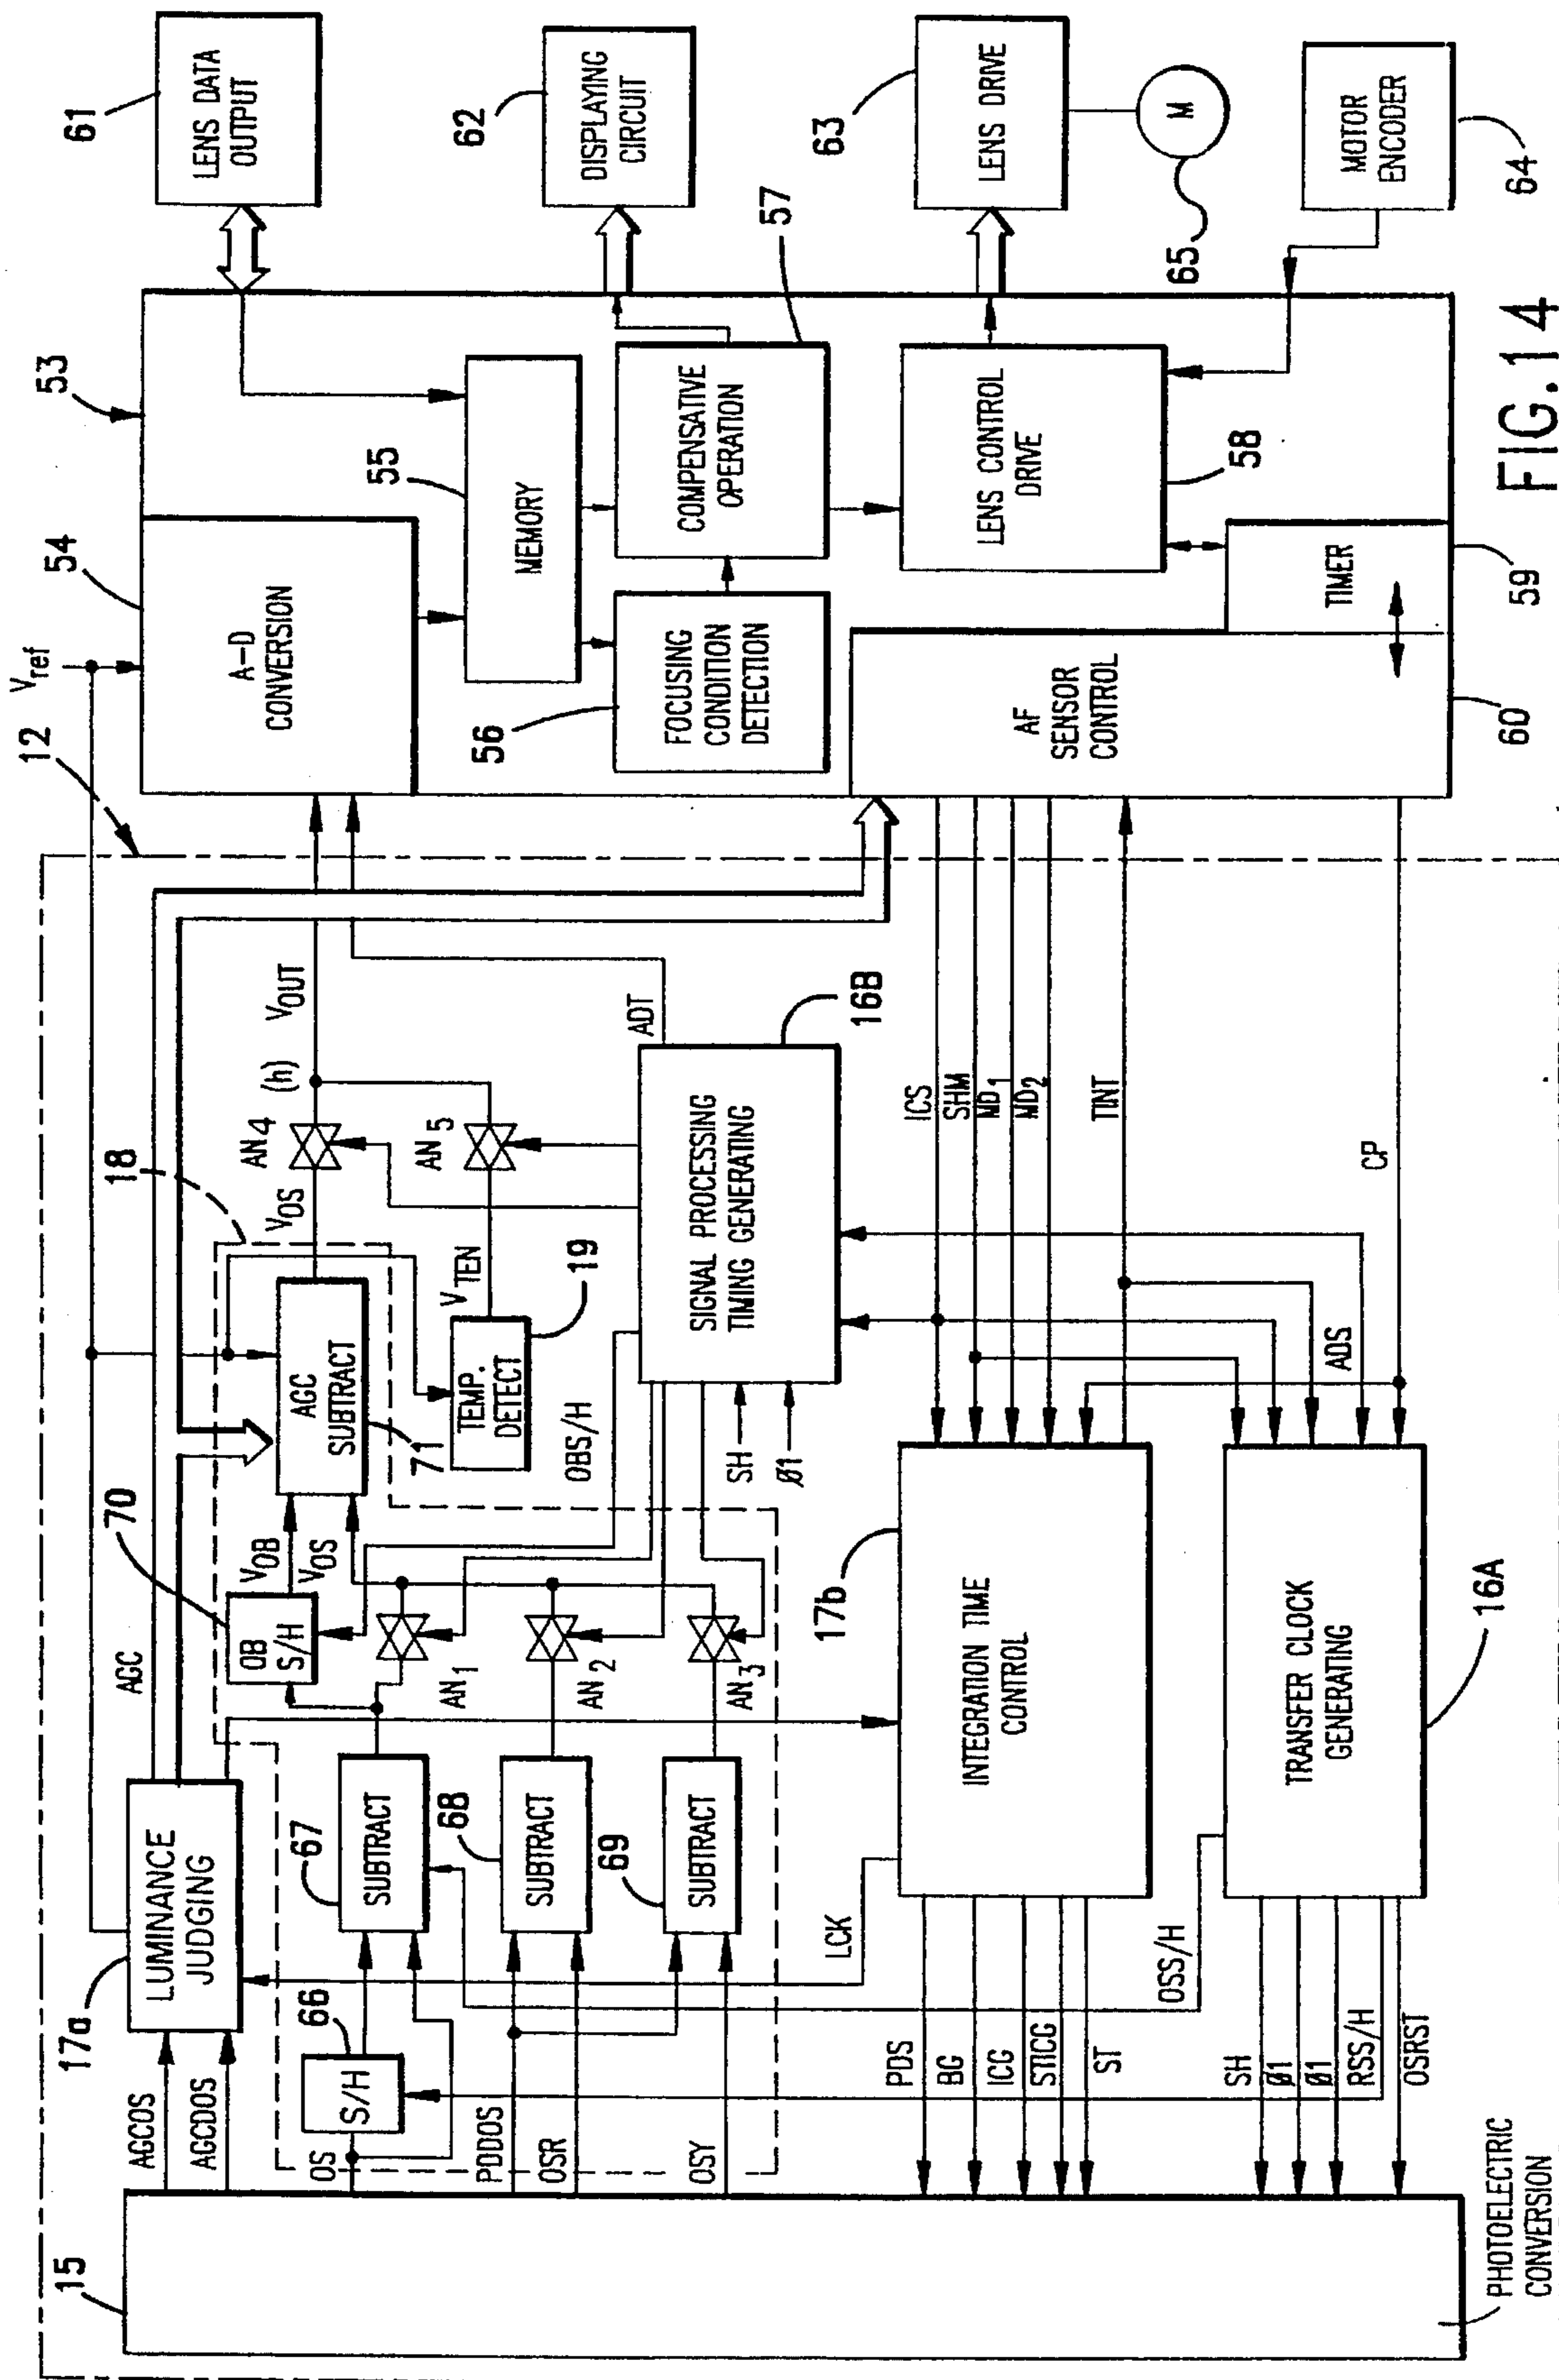 61
LENS DATA
OUTPUT
62
DISPLAYING
CIRCUIT
63
LENS DRIVE
M
65
MOTOR
ENCODER
64
53
54
A-D
CONVERSION
Vref
55
MEMORY
56
FOCUSING
CONDITION
DETECTION
57
COMPENSATIVE
OPERATION
LENS CONTROL
DRIVE
58
TIMER
59
AF
SENSOR
CONTROL
60
FIG.14
12
18
AGC
VOUT
(h)
AN4
VOS
AN5
VTEN
ADT
16B
SIGNAL PROCESSING
TIMING GENERATING
SH
Ø1
OBS/H
TEMP.
DETECT
19
AGC
SUBTRACT
71
70
OB
S/H
VOB
VOS
AN1
AN2
AN3
ICS
SHM
MD1
MD2
TINT
CP
ADS
17a
LUMINANCE
JUDGING
AGCOS
AGCDOS
67
SUBTRACT
68
SUBTRACT
69
SUBTRACT
66
S/H
OS
PDDOS
OSR
OSY
LCK
OSS/H
17b
INTEGRATION TIME
CONTROL
TRANSFER CLOCK
GENERATING
16A
PDS
BG
ICG
STICG
ST
SH
Ø1
Ø1
RSS/H
OSRST
15
PHOTOELECTRIC
CONVERSION